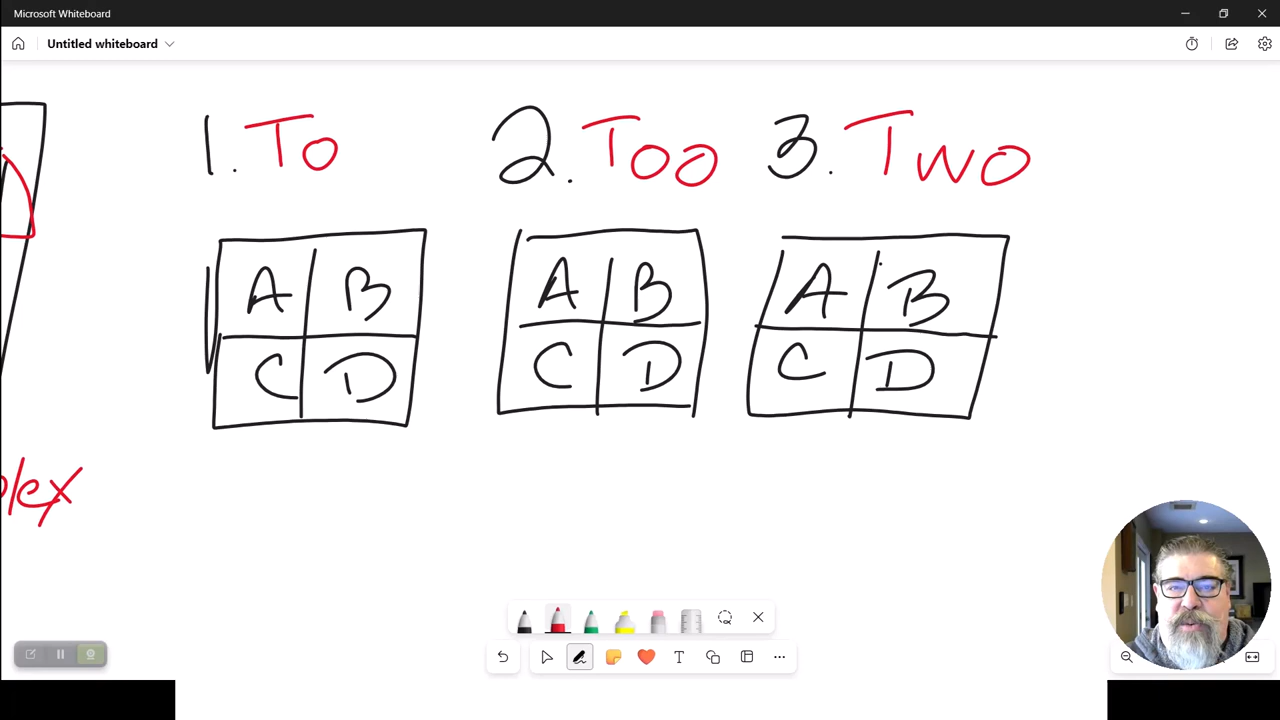 Microsoft Whiteboard
Untitled whiteboard
1. To 2. Too 3. Two
A B A B A B
C D C D C D
lex